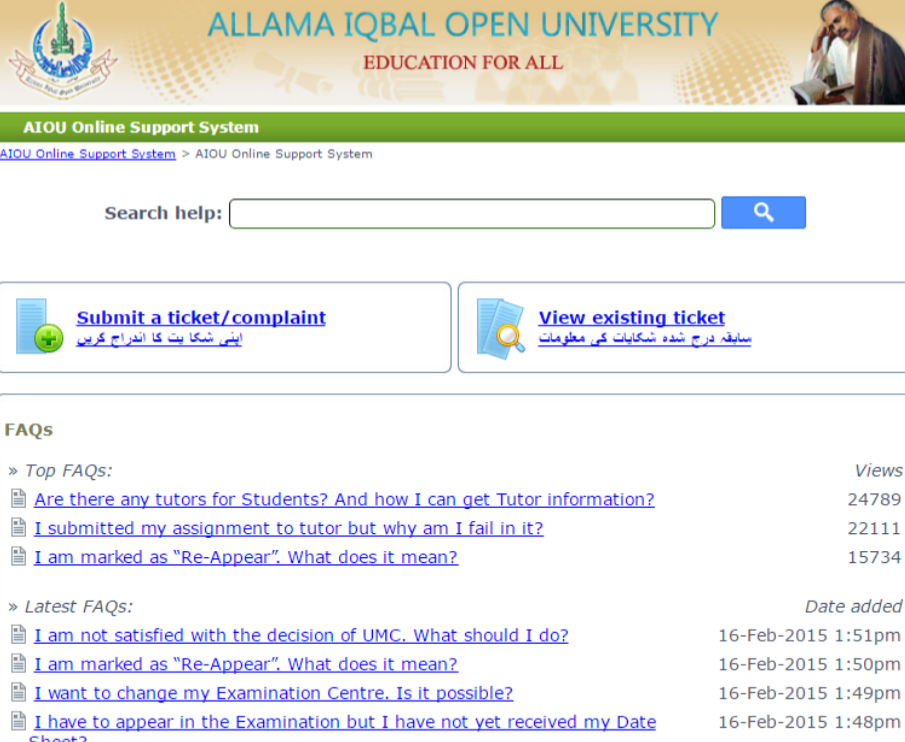 ALLAMA IQBAL OPEN UNIVERSITY
EDUCATION FOR ALL
AIOU Online Support System
AIOU Online Support System > AIOU Online Support System
Search help:
Submit a ticket/complaint
اپنی شکا یت کا اندراج کریں
View existing ticket
سابقہ درج شدہ شکایات کی معلومات
FAQs
» Top FAQs: Views
Are there any tutors for Students? And how I can get Tutor information? 24789
I submitted my assignment to tutor but why am I fail in it? 22111
I am marked as “Re-Appear”. What does it mean? 15734
» Latest FAQs: Date added
I am not satisfied with the decision of UMC. What should I do? 16-Feb-2015 1:51pm
I am marked as “Re-Appear”. What does it mean? 16-Feb-2015 1:50pm
I want to change my Examination Centre. Is it possible? 16-Feb-2015 1:49pm
I have to appear in the Examination but I have not yet received my Date 16-Feb-2015 1:48pm
Sheet?